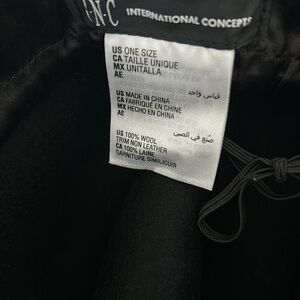 I·N·C INTERNATIONAL CONCEPTS
US ONE SIZE
CA TAILLE UNIQUE
MX UNITALLA
AE قياس واحد
US MADE IN CHINA
CA FABRIQUÉ EN CHINE
MX HECHO EN CHINA
AE صنع في الصين
US 100% WOOL
TRIM NON LEATHER
CA 100% LAINE
GARNITURE SIMILICUIR